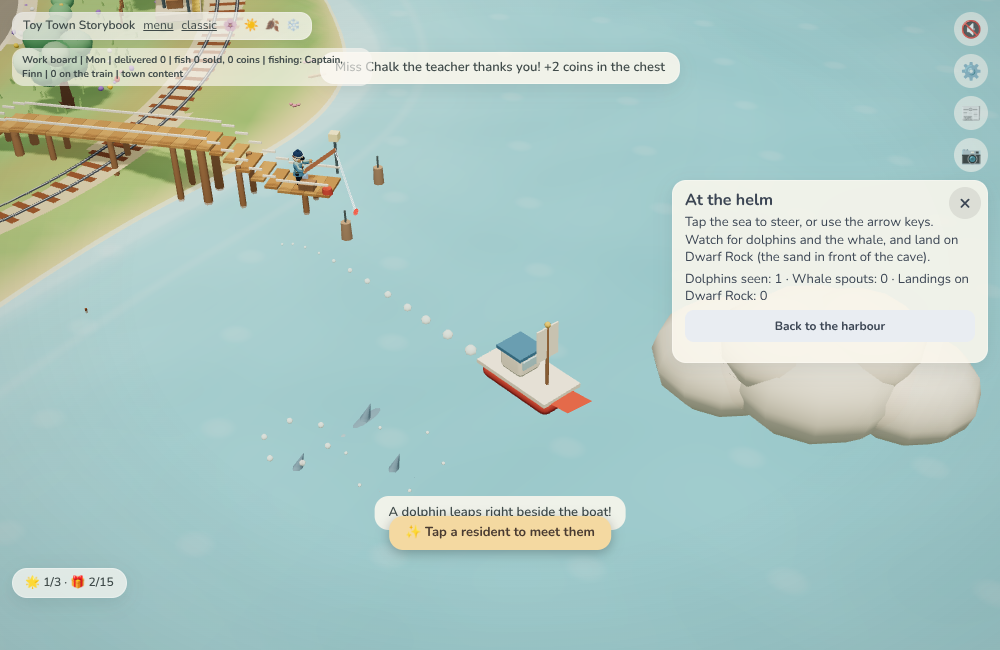 Toy Town Storybook menu classic
Work board | Mon | delivered 0 | fish 0 sold, 0 coins | fishing: Captain,
Finn | 0 on the train | town content
Miss Chalk the teacher thanks you! +2 coins in the chest
At the helm
Tap the sea to steer, or use the arrow keys.
Watch for dolphins and the whale, and land on
Dwarf Rock (the sand in front of the cave).
Dolphins seen: 1 · Whale spouts: 0 · Landings on
Dwarf Rock: 0
Back to the harbour
A dolphin leaps right beside the boat!
✨ Tap a resident to meet them
🌟 1/3 · 🎁 2/15